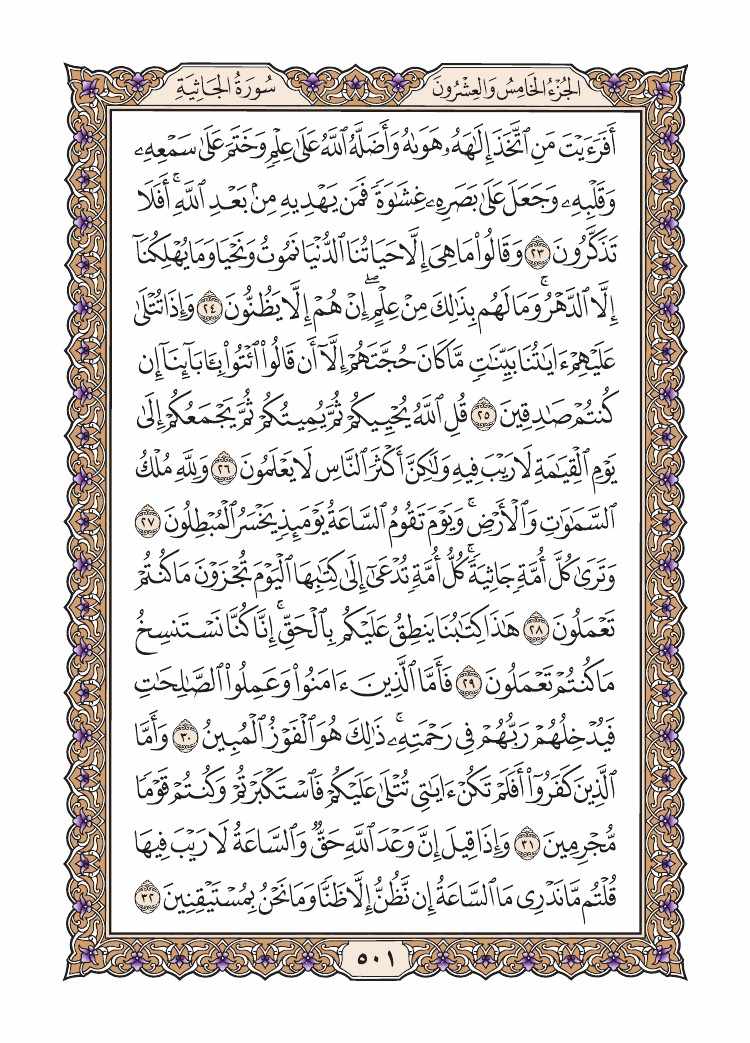 الجُزْءُ الخَامِسُ وَالعِشْرُونَ
سُورَةُ الجَاثِيَةِ
أَفَرَءَيْتَ مَنِ ٱتَّخَذَ إِلَٰهَهُۥ هَوَىٰهُ وَأَضَلَّهُ ٱللَّهُ عَلَىٰ عِلْمٍ وَخَتَمَ عَلَىٰ سَمْعِهِۦ
وَقَلْبِهِۦ وَجَعَلَ عَلَىٰ بَصَرِهِۦ غِشَٰوَةً فَمَن يَهْدِيهِ مِنۢ بَعْدِ ٱللَّهِۚ أَفَلَا
تَذَكَّرُونَ ٢٣ وَقَالُوا۟ مَا هِىَ إِلَّا حَيَاتُنَا ٱلدُّنْيَا نَمُوتُ وَنَحْيَا وَمَا يُهْلِكُنَآ
إِلَّا ٱلدَّهْرُۚ وَمَا لَهُم بِذَٰلِكَ مِنْ عِلْمٍۖ إِنْ هُمْ إِلَّا يَظُنُّونَ ٢٤ وَإِذَا تُتْلَىٰ
عَلَيْهِمْ ءَايَٰتُنَا بَيِّنَٰتٍ مَّا كَانَ حُجَّتَهُمْ إِلَّآ أَن قَالُوا۟ ٱئْتُوا۟ بِـَٔابَآئِنَآ إِن
كُنتُمْ صَٰدِقِينَ ٢٥ قُلِ ٱللَّهُ يُحْيِيكُمْ ثُمَّ يُمِيتُكُمْ ثُمَّ يَجْمَعُكُمْ إِلَىٰ
يَوْمِ ٱلْقِيَٰمَةِ لَا رَيْبَ فِيهِ وَلَٰكِنَّ أَكْثَرَ ٱلنَّاسِ لَا يَعْلَمُونَ ٢٦ وَلِلَّهِ مُلْكُ
ٱلسَّمَٰوَٰتِ وَٱلْأَرْضِۚ وَيَوْمَ تَقُومُ ٱلسَّاعَةُ يَوْمَئِذٍ يَخْسَرُ ٱلْمُبْطِلُونَ ٢٧
وَتَرَىٰ كُلَّ أُمَّةٍ جَاثِيَةًۚ كُلُّ أُمَّةٍ تُدْعَىٰٓ إِلَىٰ كِتَٰبِهَا ٱلْيَوْمَ تُجْزَوْنَ مَا كُنتُمْ
تَعْمَلُونَ ٢٨ هَٰذَا كِتَٰبُنَا يَنطِقُ عَلَيْكُم بِٱلْحَقِّۚ إِنَّا كُنَّا نَسْتَنسِخُ
مَا كُنتُمْ تَعْمَلُونَ ٢٩ فَأَمَّا ٱلَّذِينَ ءَامَنُوا۟ وَعَمِلُوا۟ ٱلصَّٰلِحَٰتِ
فَيُدْخِلُهُمْ رَبُّهُمْ فِى رَحْمَتِهِۦۚ ذَٰلِكَ هُوَ ٱلْفَوْزُ ٱلْمُبِينُ ٣٠ وَأَمَّا
ٱلَّذِينَ كَفَرُوٓا۟ أَفَلَمْ تَكُنْ ءَايَٰتِى تُتْلَىٰ عَلَيْكُمْ فَٱسْتَكْبَرْتُمْ وَكُنتُمْ قَوْمًا
مُّجْرِمِينَ ٣١ وَإِذَا قِيلَ إِنَّ وَعْدَ ٱللَّهِ حَقٌّ وَٱلسَّاعَةُ لَا رَيْبَ فِيهَا
قُلْتُم مَّا نَدْرِى مَا ٱلسَّاعَةُ إِن نَّظُنُّ إِلَّا ظَنًّا وَمَا نَحْنُ بِمُسْتَيْقِنِينَ ٣٢
٥٠١